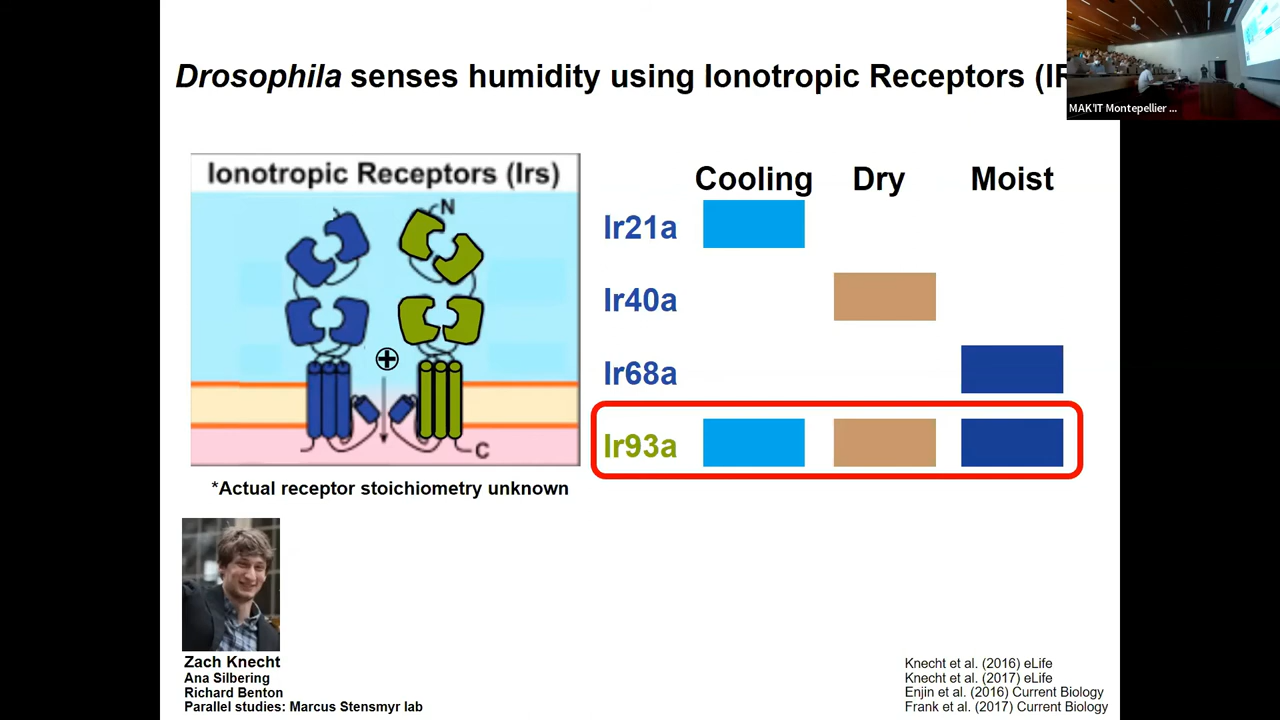 Drosophila senses humidity using Ionotropic Receptors (IR
MAK'IT Montepellier ...
Ionotropic Receptors (Irs)
N
C
*Actual receptor stoichiometry unknown
Cooling Dry Moist
Ir21a
Ir40a
Ir68a
Ir93a
Zach Knecht
Ana Silbering
Richard Benton
Parallel studies: Marcus Stensmyr lab
Knecht et al. (2016) eLife
Knecht et al. (2017) eLife
Enjin et al. (2016) Current Biology
Frank et al. (2017) Current Biology